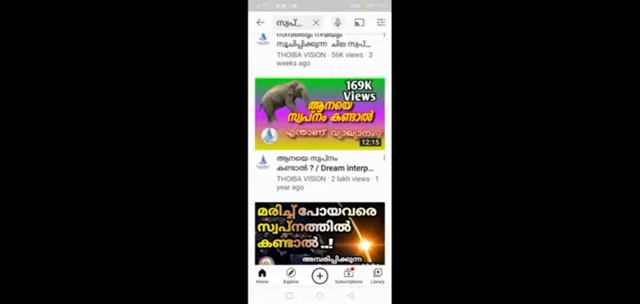 സ്വപ്...
സൂചിപ്പിക്കുന്ന ചില സ്വപ്...
THOIBA VISION · 56K views · 3
weeks ago
169K
Views
ആനയെ
സ്വപ്നം കണ്ടാൽ
എന്താണ് വ്യാഖ്യാനം?
12:15
ആനയെ സ്വപ്നം
കണ്ടാൽ ? / Dream interp...
THOIBA VISION · 2 lakh views · 1
year ago
മരിച്ച് പോയവരെ
സ്വപ്നത്തിൽ
കണ്ടാൽ ..!
അവസരിപ്പിക്കുന്ന
Home Explore Subscriptions Library